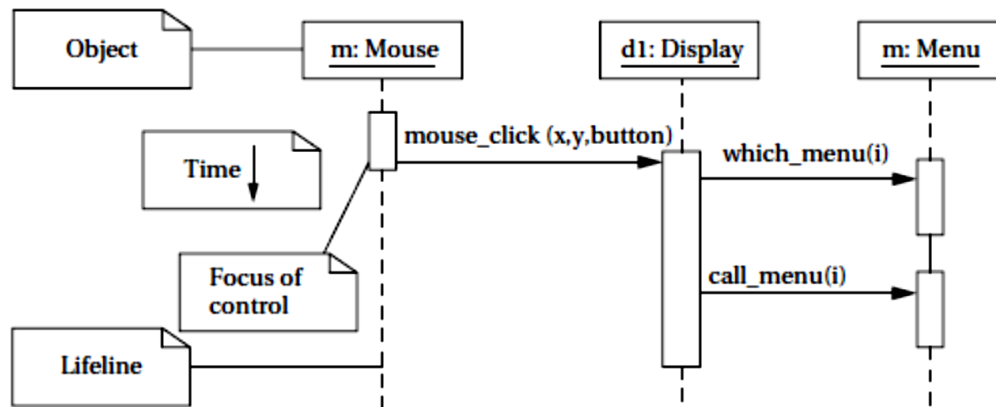 Object
m: Mouse
d1: Display
m: Menu
mouse_click (x,y,button)
which_menu(i)
Time
Focus of
control
call_menu(i)
Lifeline